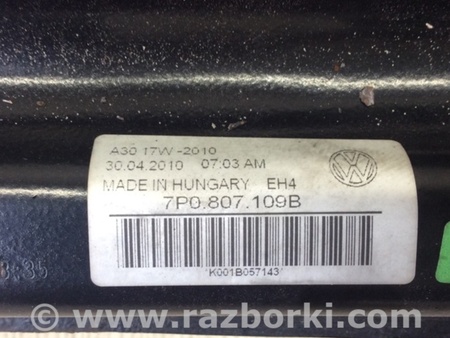 A30 17W -2010
30.04.2010 07:03 AM
MADE IN HUNGARY EH4
7P0.807.109B
*K001B057143*
www.razborki.com